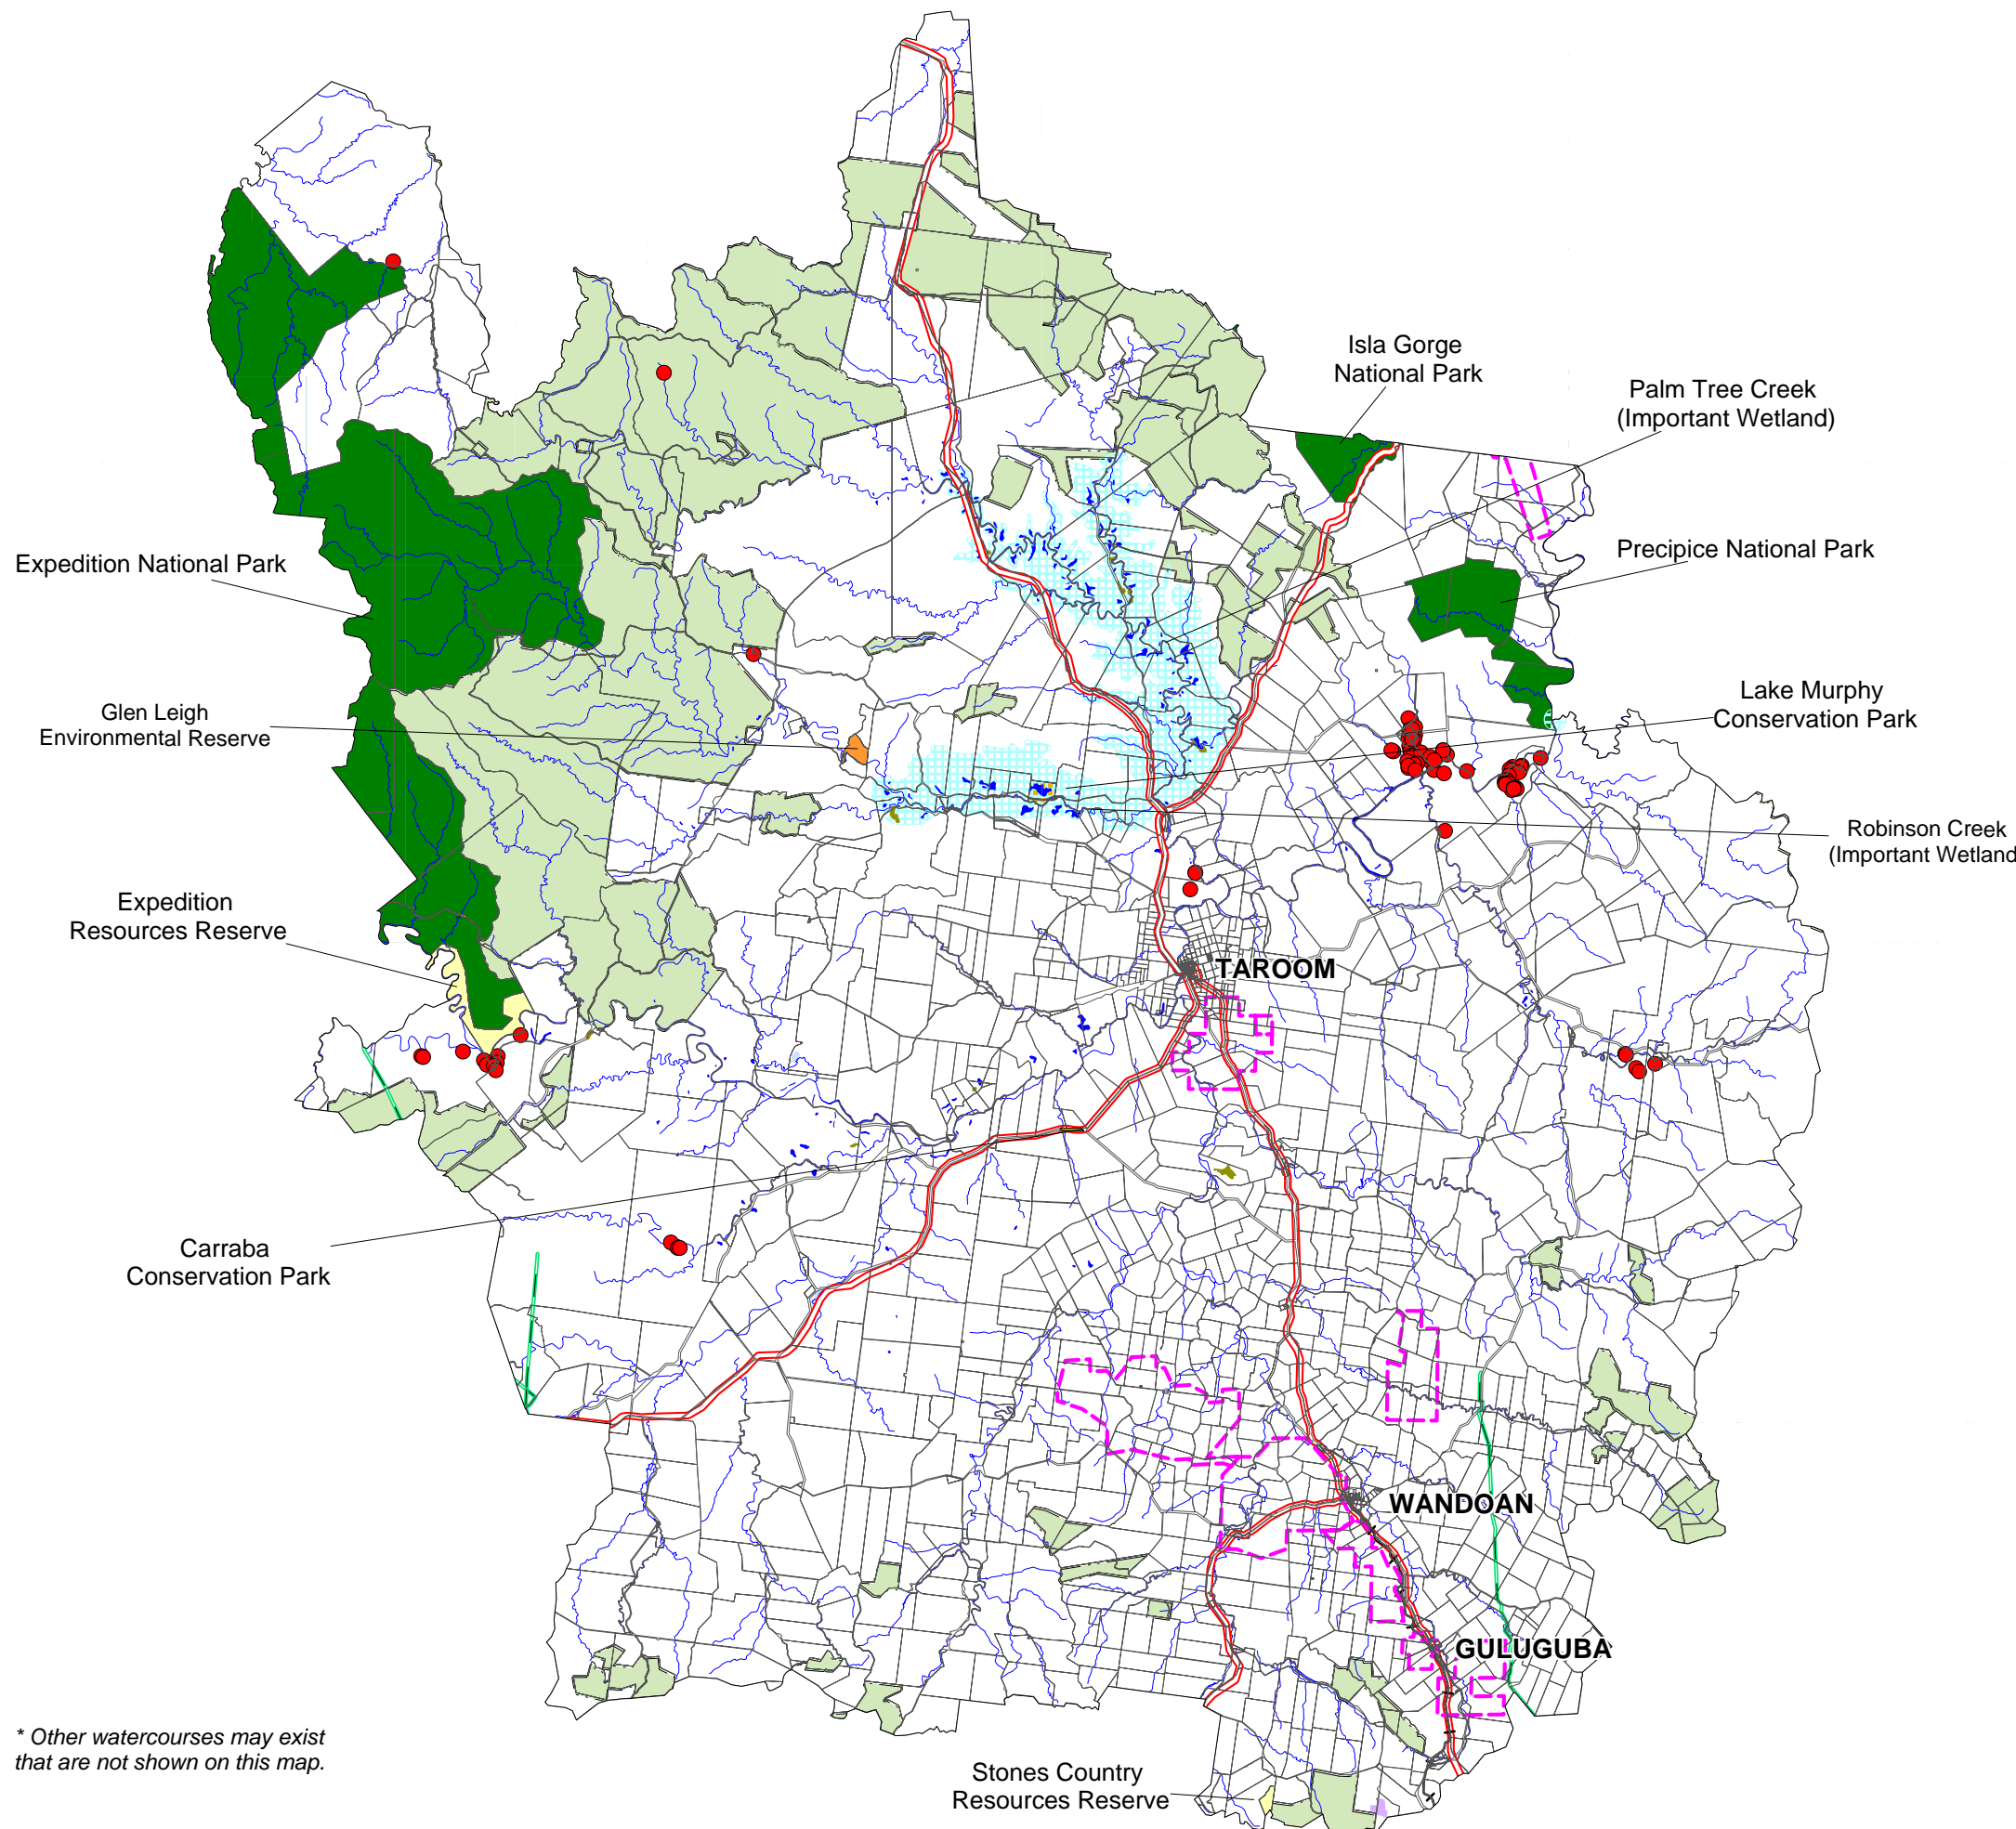 Isla Gorge
National Park
Palm Tree Creek
(Important Wetland)
Expedition National Park
Precipice National Park
Glen Leigh
Environmental Reserve
Lake Murphy
Conservation Park
Robinson Creek
(Important Wetland
Expedition
Resources Reserve
TAROOM
Carraba
Conservation Park
WANDOAN
GULUGUBA
* Other watercourses may exist
that are not shown on this map.
Stones Country
Resources Reserve